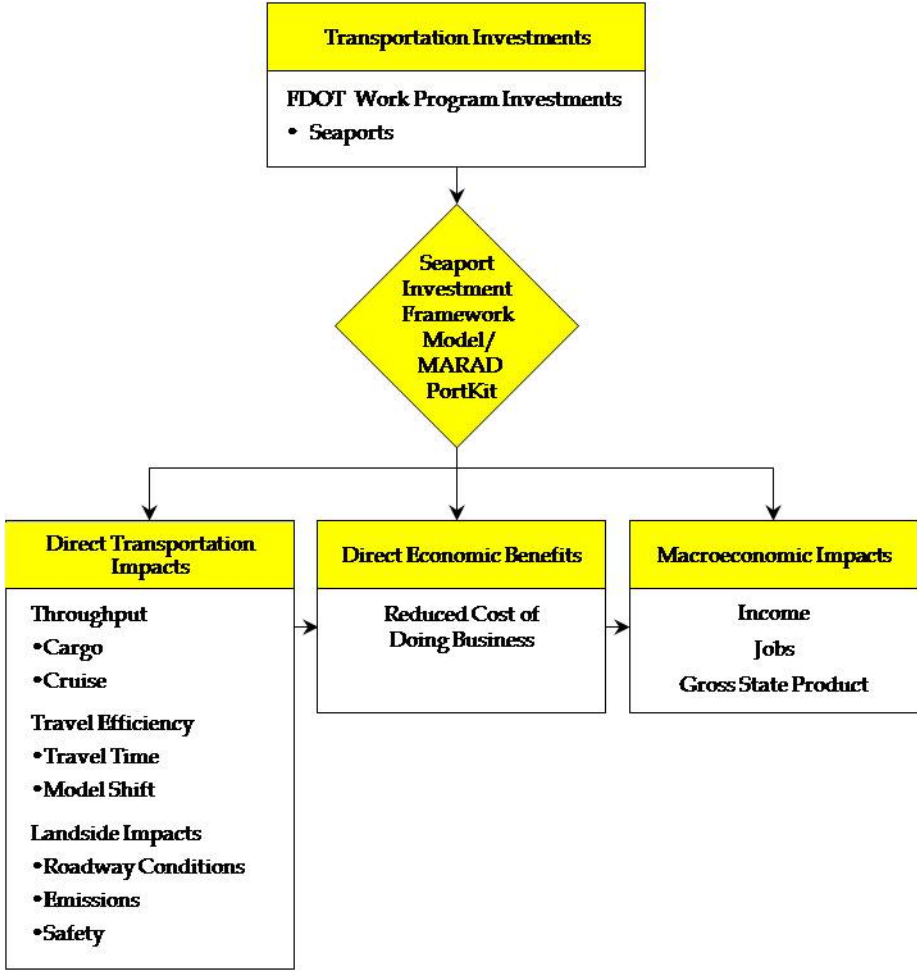 Transportation Investments
FDOT Work Program Investments
• Seaports
Seaport
Investment
Framework
Model/
MARAD
PortKit
Direct Transportation
Impacts
Throughput
•Cargo
•Cruise
Travel Efficiency
•Travel Time
•Model Shift
Landside Impacts
•Roadway Conditions
•Emissions
•Safety
Direct Economic Benefits
Reduced Cost of
Doing Business
Macroeconomic Impacts
Income
Jobs
Gross State Product